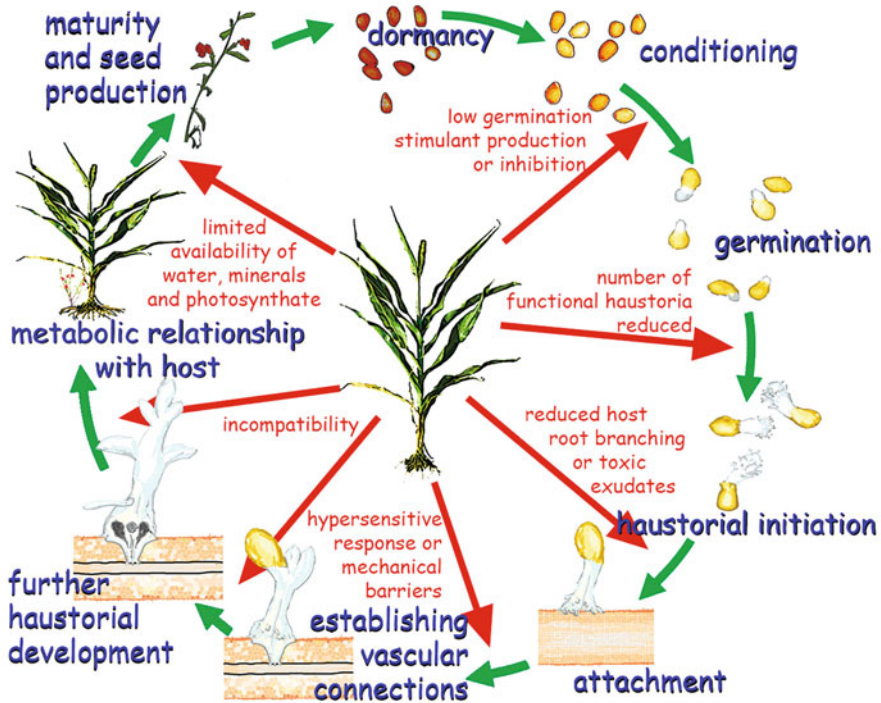 maturity
and seed
production
dormancy
conditioning
low germination
stimulant production
or inhibition
germination
number of
functional haustoria
reduced
haustorial initiation
reduced host
root branching
or toxic
exudates
attachment
hypersensitive
response or
mechanical
barriers
establishing
vascular
connections
further
haustorial
development
incompatibility
metabolic relationship
with host
limited
availability of
water, minerals
and photosynthate